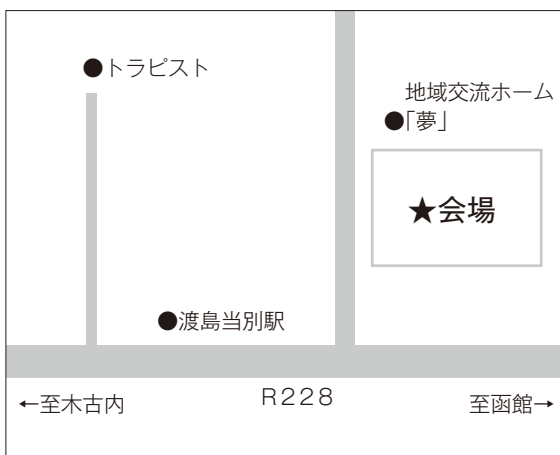 ●トラピスト
地域交流ホーム
●「夢」
★会場
●渡島当別駅
←至木古内
R228
至函館→